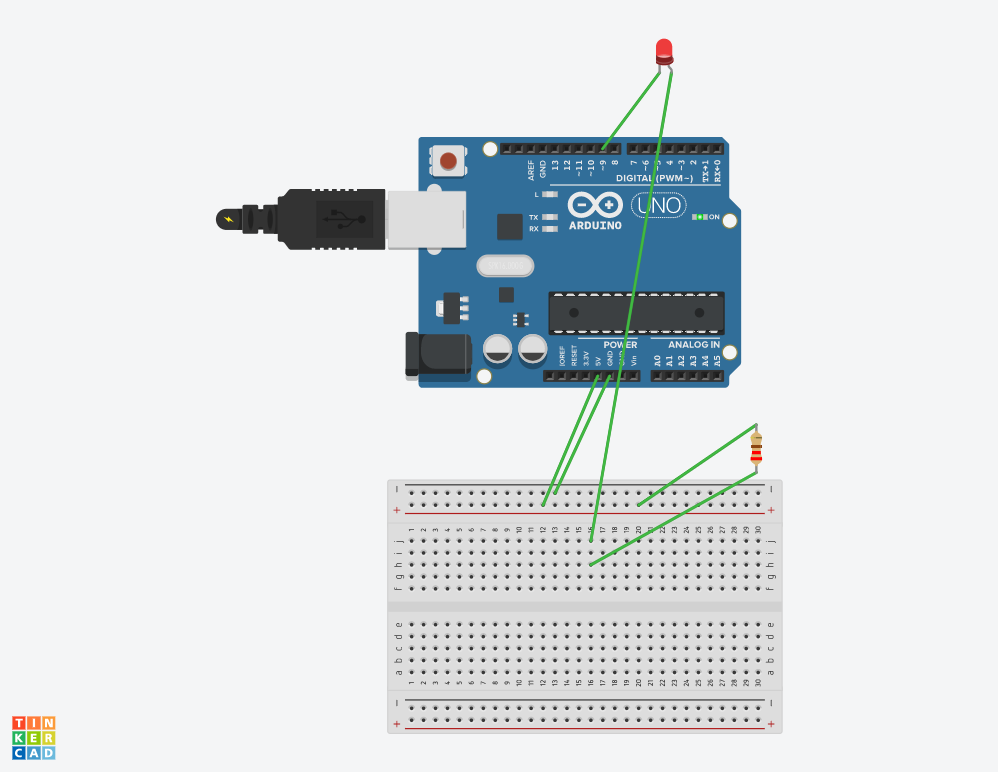 AREF
GND
13
12
~11
~10
~9
8
7
~6
5
4
~3
2
TX→1
RX←0
DIGITAL (PWM~)
L
TX
RX
UNO
ARDUINO
ON
POWER
ANALOG IN
IOREF
RESET
3.3V
5V
GND
Vin
A0
A1
A2
A3
A4
A5
− −
+ +
1 2 3 4 5 6 7 8 9 10 11 12 13 14 15 16 17 18 19 20 21 22 23 24 25 26 27 28 29 30
j j
i i
h h
g g
f f
e e
d d
c c
b b
a a
1 2 3 4 5 6 7 8 9 10 11 12 13 14 15 16 17 18 19 20 21 22 23 24 25 26 27 28 29 30
− −
+ +
TIN
KER
CAD